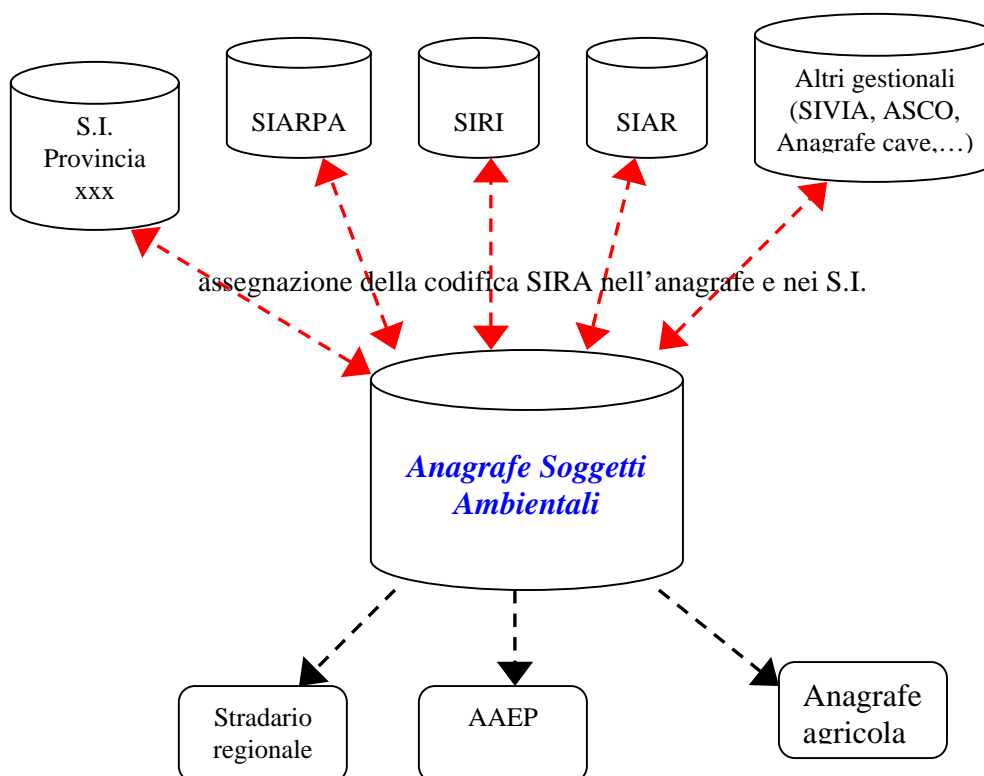 S.I.
Provincia
xxx
SIARPA
SIRI
SIAR
Altri gestionali
(SIVIA, ASCO,
Anagrafe cave,…)
assegnazione della codifica SIRA nell’anagrafe e nei S.I.
Anagrafe Soggetti
Ambientali
Stradario
regionale
AAEP
Anagrafe
agricola